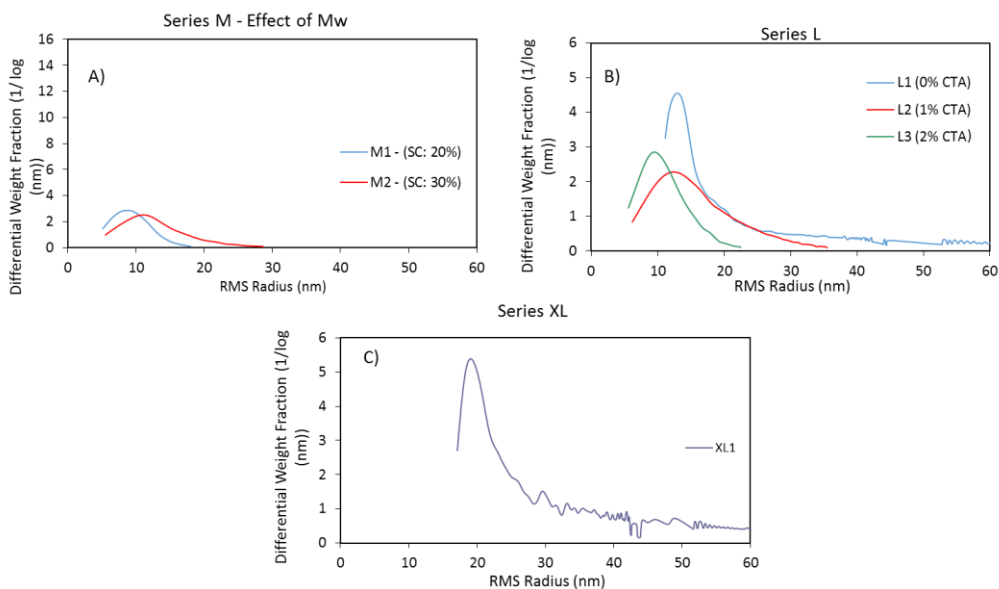 Series M - Effect of Mw
Differential Weight Fraction (1/ log
(nm))
16
14
12
10
8
6
4
2
0
A)
M1 - (SC: 20%)
M2 - (SC: 30%)
0 10 20 30 40 50 60
RMS Radius (nm)
Series L
Differential Weight Fraction (1/log
(nm))
6
5
4
3
2
1
0
B)
L1 (0% CTA)
L2 (1% CTA)
L3 (2% CTA)
0 10 20 30 40 50 60
RMS Radius (nm)
Series XL
Differential Weight Fraction (1/log
(nm))
6
5
4
3
2
1
0
C)
XL1
0 10 20 30 40 50 60
RMS Radius (nm)